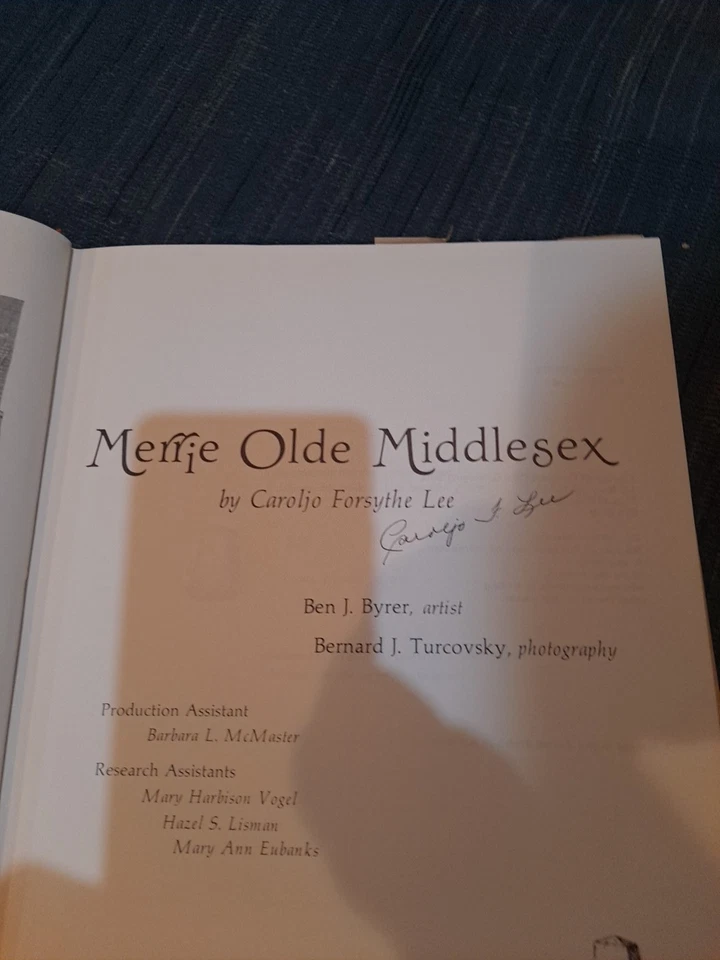 Merrie Olde Middlesex
by Caroljo Forsythe Lee
Caroljo F. Lee
Ben J. Byrer, artist
Bernard J. Turcovsky, photography
Production Assistant
Barbara L. McMaster
Research Assistants
Mary Harbison Vogel
Hazel S. Lisman
Mary Ann Eubanks